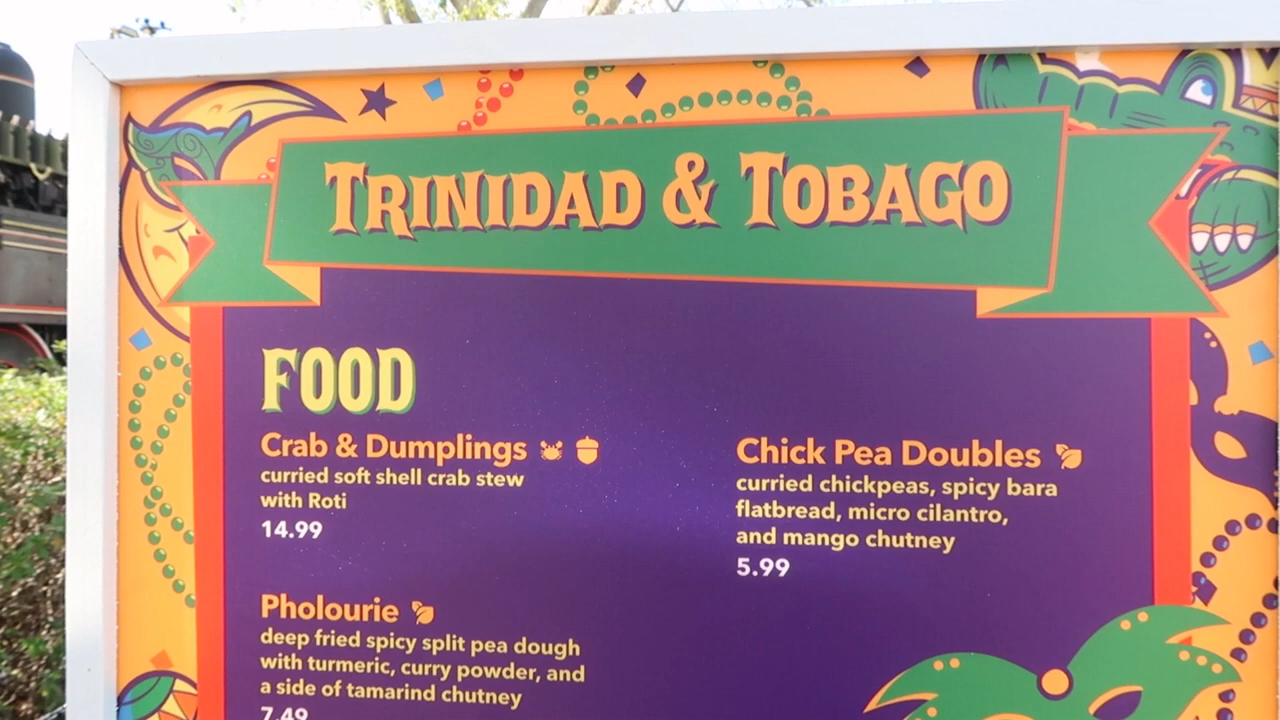 TRINIDAD & TOBAGO
FOOD
Crab & Dumplings
curried soft shell crab stew
with Roti
14.99
Pholourie
deep fried spicy split pea dough
with turmeric, curry powder, and
a side of tamarind chutney
7.49
Chick Pea Doubles
curried chickpeas, spicy bara
flatbread, micro cilantro,
and mango chutney
5.99